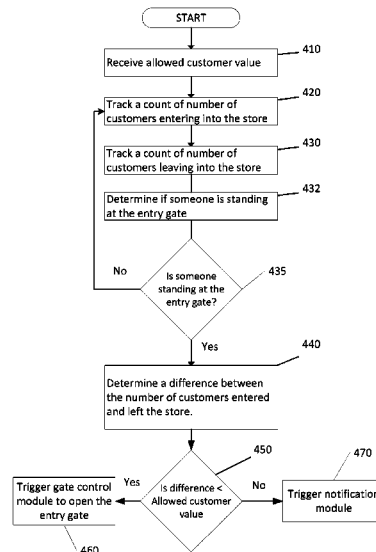 START
Receive allowed customer value
410
Track a count of number of
customers entering into the store
420
Track a count of number of
customers leaving into the store
430
Determine if someone is standing
at the entry gate
432
Is someone
standing at the
entry gate?
435
No
Yes
Determine a difference between
the number of customers entered
and left the store.
440
Is difference <
Allowed customer
value
450
Yes
No
Trigger gate control
module to open the
entry gate
460
Trigger notification
module
470